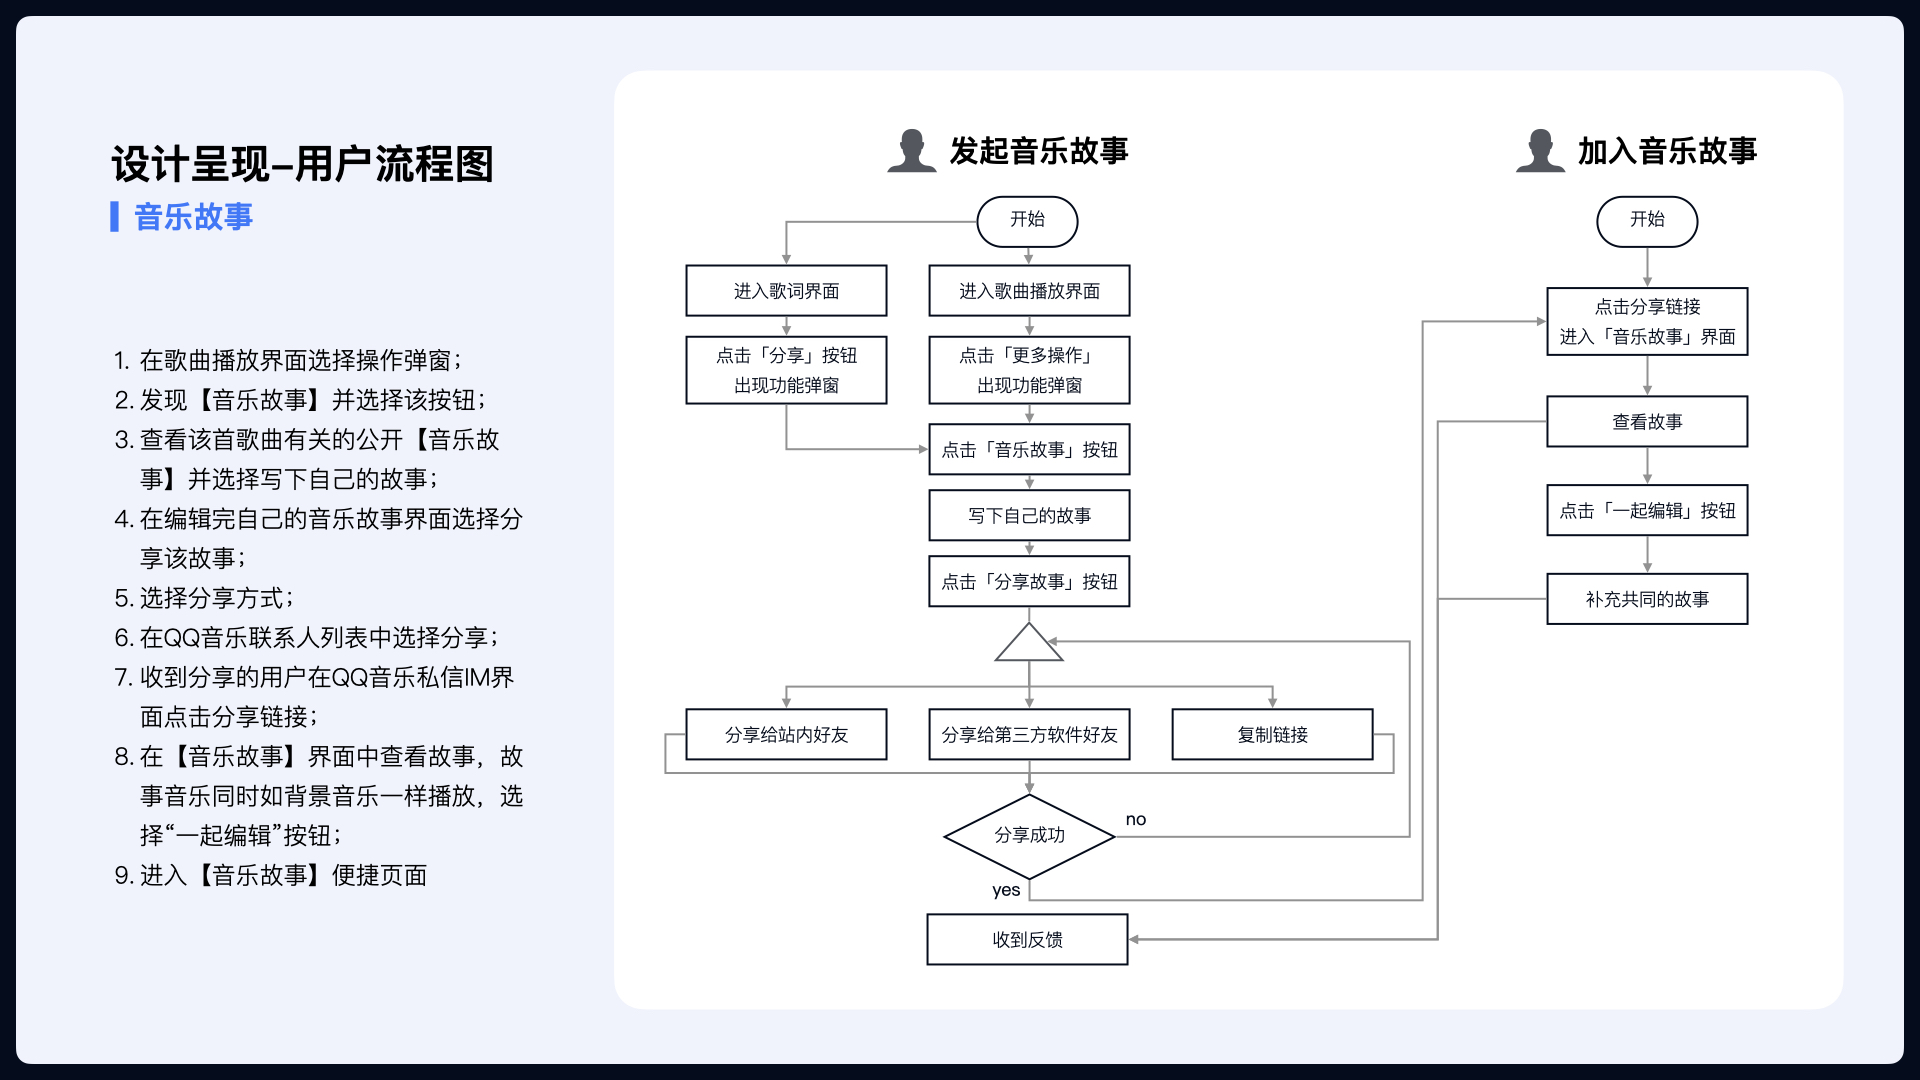 设计呈现–用户流程图
音乐故事
1. 在歌曲播放界面选择操作弹窗；
2. 发现【音乐故事】并选择该按钮；
3. 查看该首歌曲有关的公开【音乐故
事】并选择写下自己的故事；
4. 在编辑完自己的音乐故事界面选择分
享该故事；
5. 选择分享方式；
6. 在QQ音乐联系人列表中选择分享；
7. 收到分享的用户在QQ音乐私信IM界
面点击分享链接；
8. 在【音乐故事】界面中查看故事，故
事音乐同时如背景音乐一样播放，选
择“一起编辑”按钮；
9. 进入【音乐故事】便捷页面
发起音乐故事
开始
进入歌词界面
进入歌曲播放界面
点击「分享」按钮
出现功能弹窗
点击「更多操作」
出现功能弹窗
点击「音乐故事」按钮
写下自己的故事
点击「分享故事」按钮
分享给站内好友
分享给第三方软件好友
复制链接
分享成功
no
yes
收到反馈
加入音乐故事
开始
点击分享链接
进入「音乐故事」界面
查看故事
点击「一起编辑」按钮
补充共同的故事